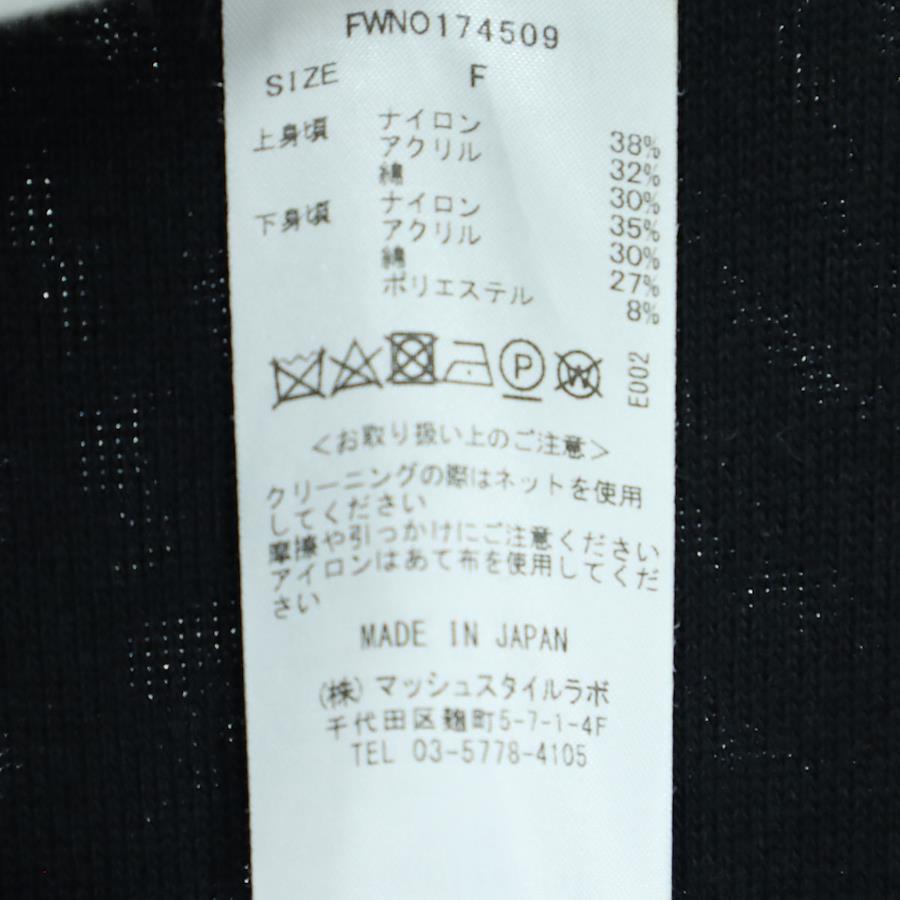 FWNO174509
SIZE F
上身頃 ナイロン 38%
アクリル 32%
綿 30%
下身頃 ナイロン 35%
アクリル 30%
綿 27%
ポリエステル 8%
P W E002
<お取り扱い上のご注意>
クリーニングの際はネットを使用
してください
摩擦や引っかけにご注意ください
アイロンはあて布を使用してくだ
さい
MADE IN JAPAN
(株)マッシュスタイルラボ
千代田区麹町5-7-1-4F
TEL 03-5778-4105